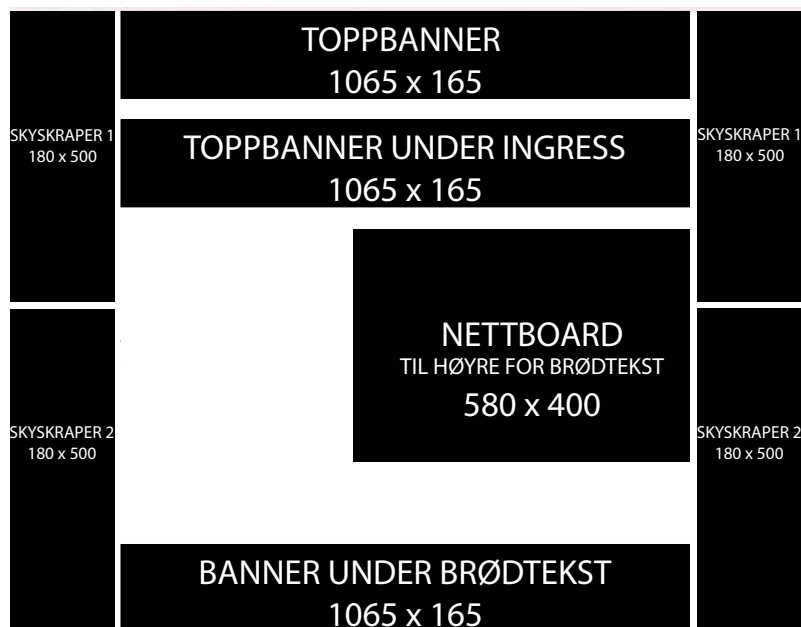 TOPPBANNER
1065 x 165
SKYSKRAPER 1
180 x 500
TOPPBANNER UNDER INGRESS
1065 x 165
SKYSKRAPER 1
180 x 500
NETTBOARD
TIL HØYRE FOR BRØDTEKST
580 x 400
SKYSKRAPER 2
180 x 500
SKYSKRAPER 2
180 x 500
BANNER UNDER BRØDTEKST
1065 x 165